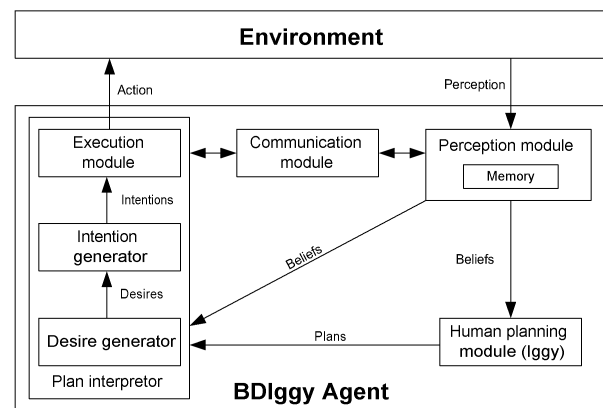 Environment
Action
Perception
Execution
module
Communication
module
Perception module
Memory
Intentions
Intention
generator
Beliefs
Beliefs
Desires
Desire generator
Plans
Human planning
module (Iggy)
Plan interpretor
BDIggy Agent